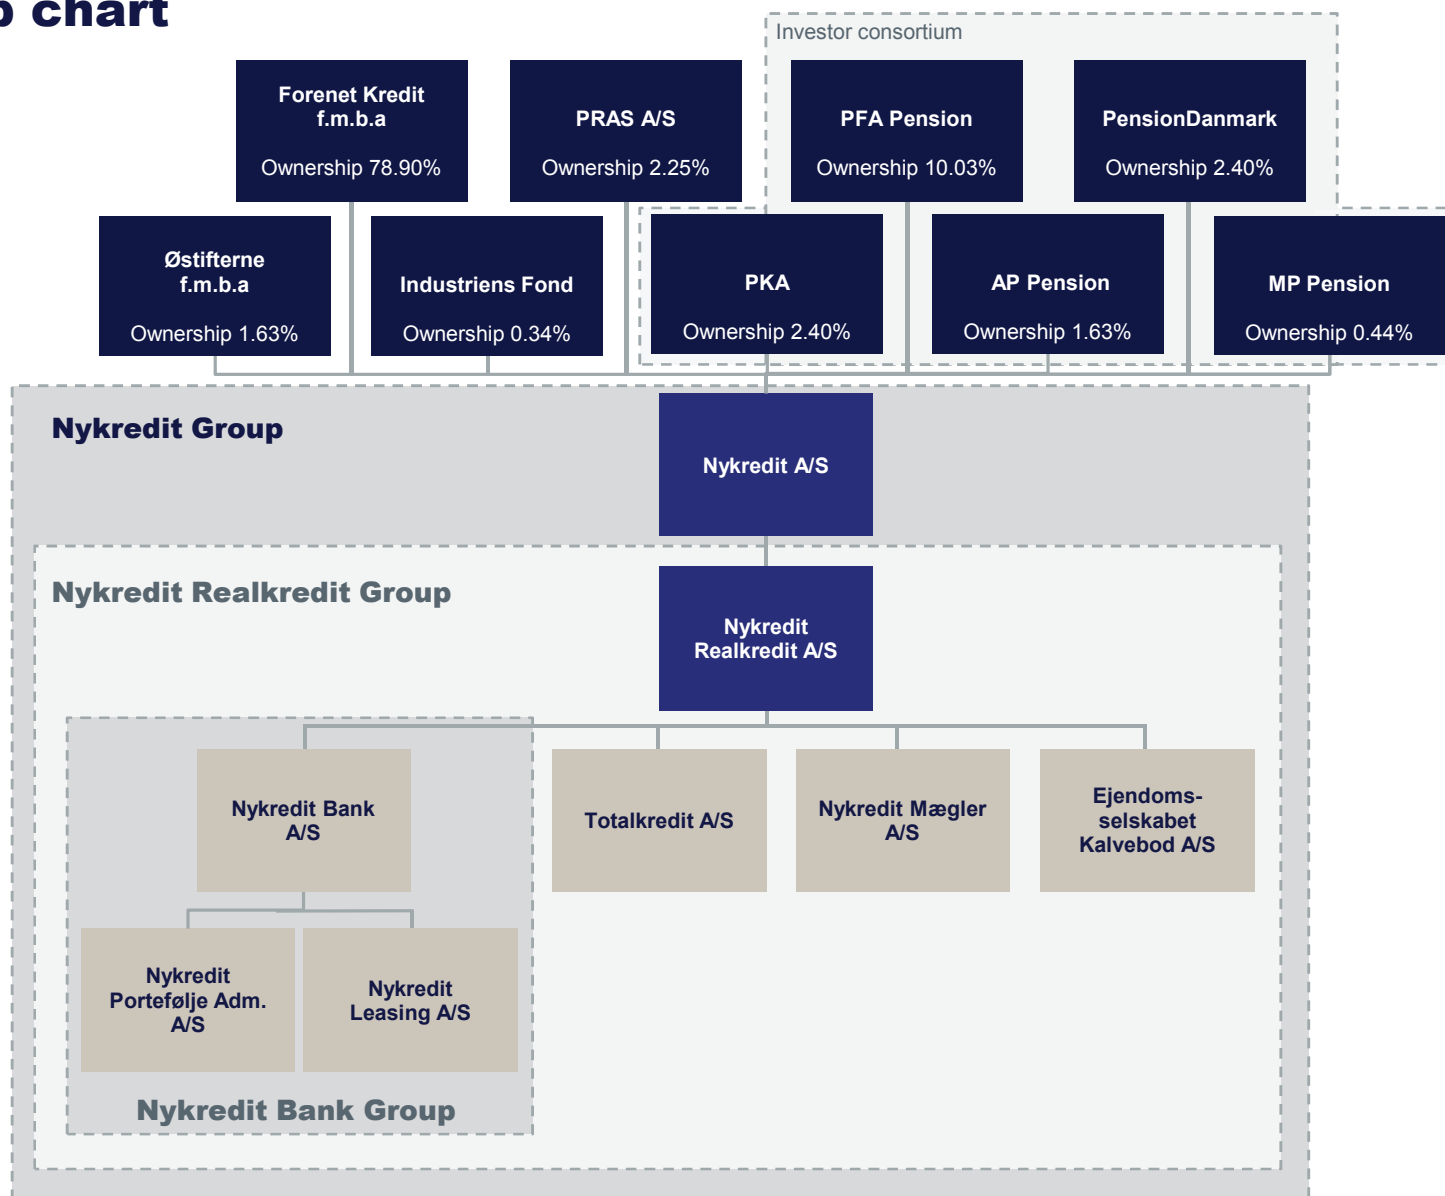 chart
Investor consortium
Forenet Kredit
f.m.b.a
Ownership 78.90%
PRAS A/S
Ownership 2.25%
PFA Pension
Ownership 10.03%
PensionDanmark
Ownership 2.40%
Østifterne
f.m.b.a
Ownership 1.63%
Industriens Fond
Ownership 0.34%
PKA
Ownership 2.40%
AP Pension
Ownership 1.63%
MP Pension
Ownership 0.44%
Nykredit Group
Nykredit A/S
Nykredit Realkredit Group
Nykredit
Realkredit A/S
Nykredit Bank
A/S
Totalkredit A/S
Nykredit Mægler
A/S
Ejendoms-
selskabet
Kalvebod A/S
Nykredit
Portefølje Adm.
A/S
Nykredit
Leasing A/S
Nykredit Bank Group